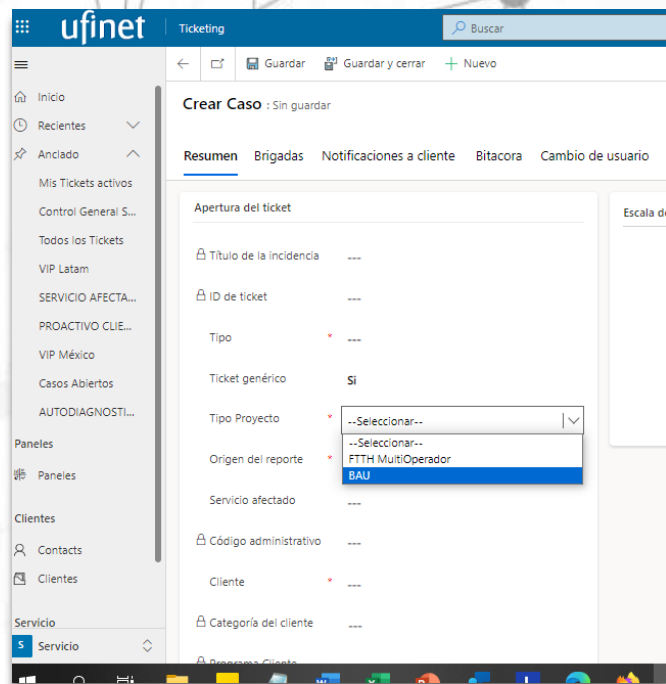 ufinet Ticketing Buscar
Guardar Guardar y cerrar Nuevo
Inicio
Recientes
Anclado
Mis Tickets activos
Control General S...
Todos los Tickets
VIP Latam
SERVICIO AFECTA...
PROACTIVO CLIE...
VIP México
Casos Abiertos
AUTODIAGNOSTI...
Paneles
Paneles
Clientes
Contacts
Clientes
Servicio
S Servicio
Crear Caso : Sin guardar
Resumen Brigadas Notificaciones a cliente Bitacora Cambio de usuario
Apertura del ticket
Título de la incidencia ---
ID de ticket ---
Tipo * ---
Ticket genérico Si
Tipo Proyecto * --Seleccionar--
--Seleccionar--
FTTH MultiOperador
BAU
Origen del reporte *
Servicio afectado ---
Código administrativo ---
Cliente * ---
Categoría del cliente ---
Programa Cliente
Escala de